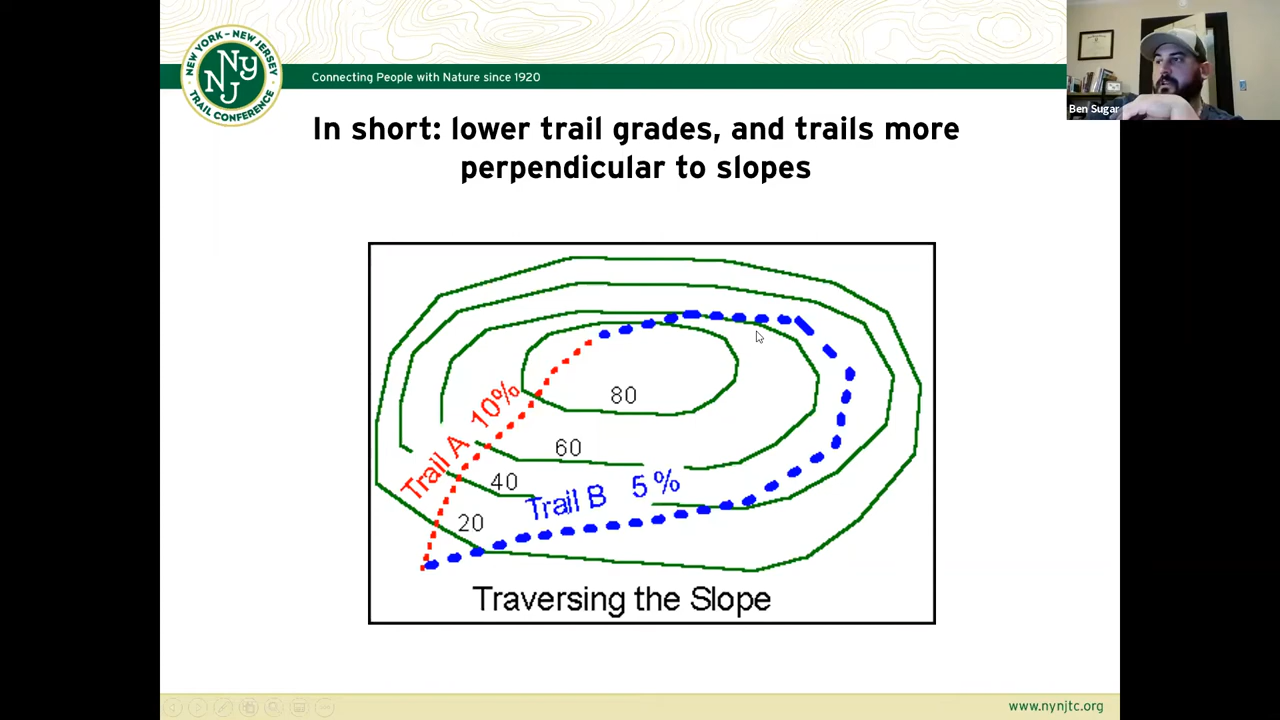 NEW YORK – NEW JERSEY
NY
NJ
TRAIL CONFERENCE
Connecting People with Nature since 1920
Ben Sugar
In short: lower trail grades, and trails more
perpendicular to slopes
80
Trail A 10%
60
40
Trail B 5%
20
Traversing the Slope
www.nynjtc.org